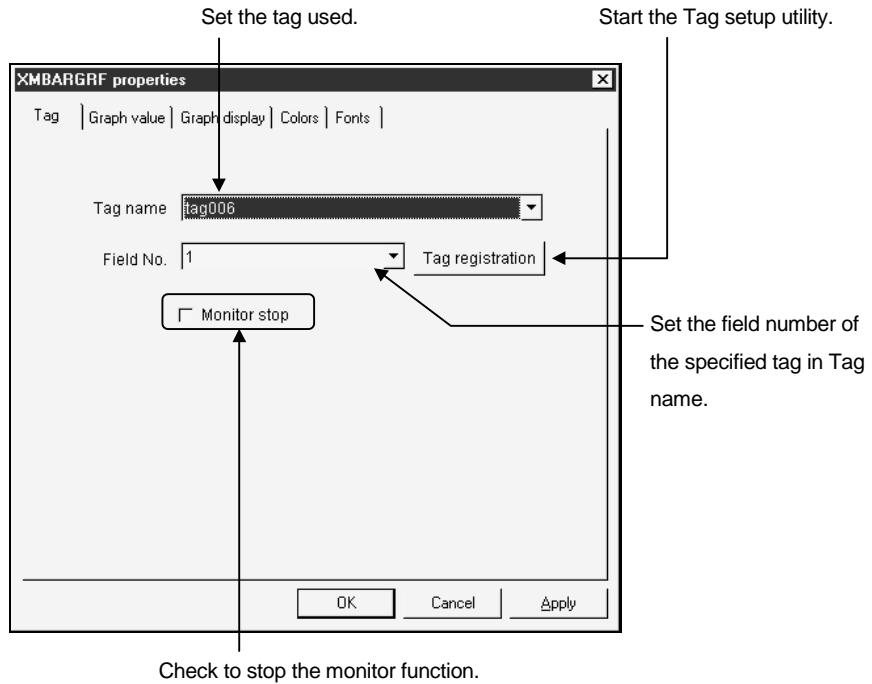 Set the tag used.
Start the Tag setup utility.
XMBARGRF properties
Tag Graph value Graph display Colors Fonts
Tag name tag006
Field No. 1 Tag registration
Monitor stop
Set the field number of
the specified tag in Tag
name.
OK Cancel Apply
Check to stop the monitor function.